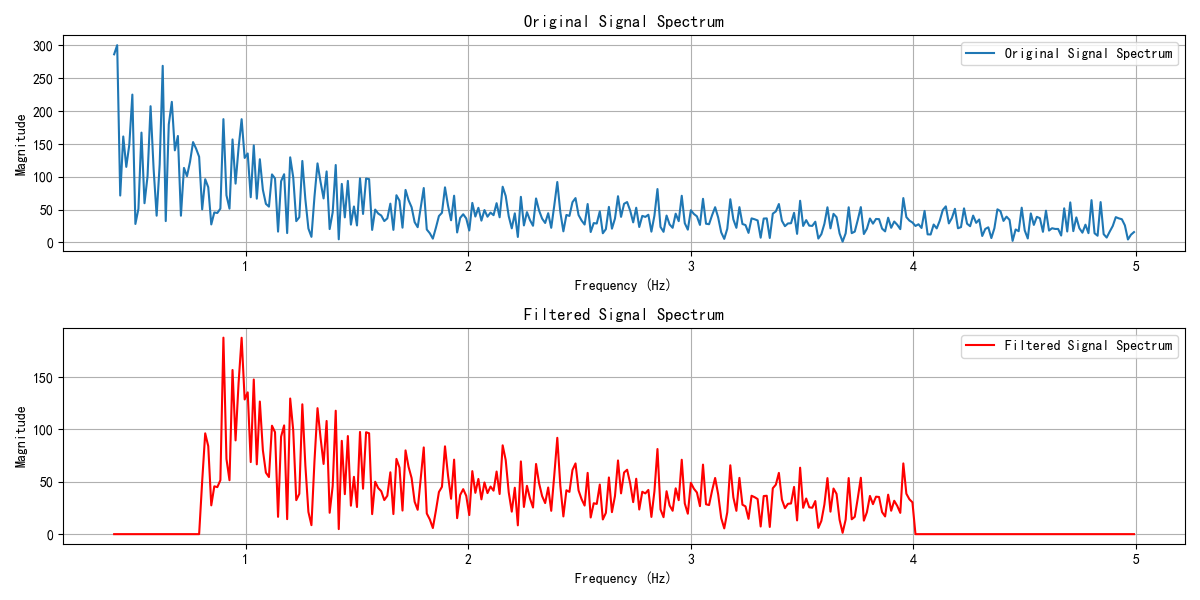 Original Signal Spectrum
Original Signal Spectrum
Magnitude
300
250
200
150
100
50
0
1
2
3
4
5
Frequency (Hz)
Filtered Signal Spectrum
Filtered Signal Spectrum
Magnitude
150
100
50
0
1
2
3
4
5
Frequency (Hz)